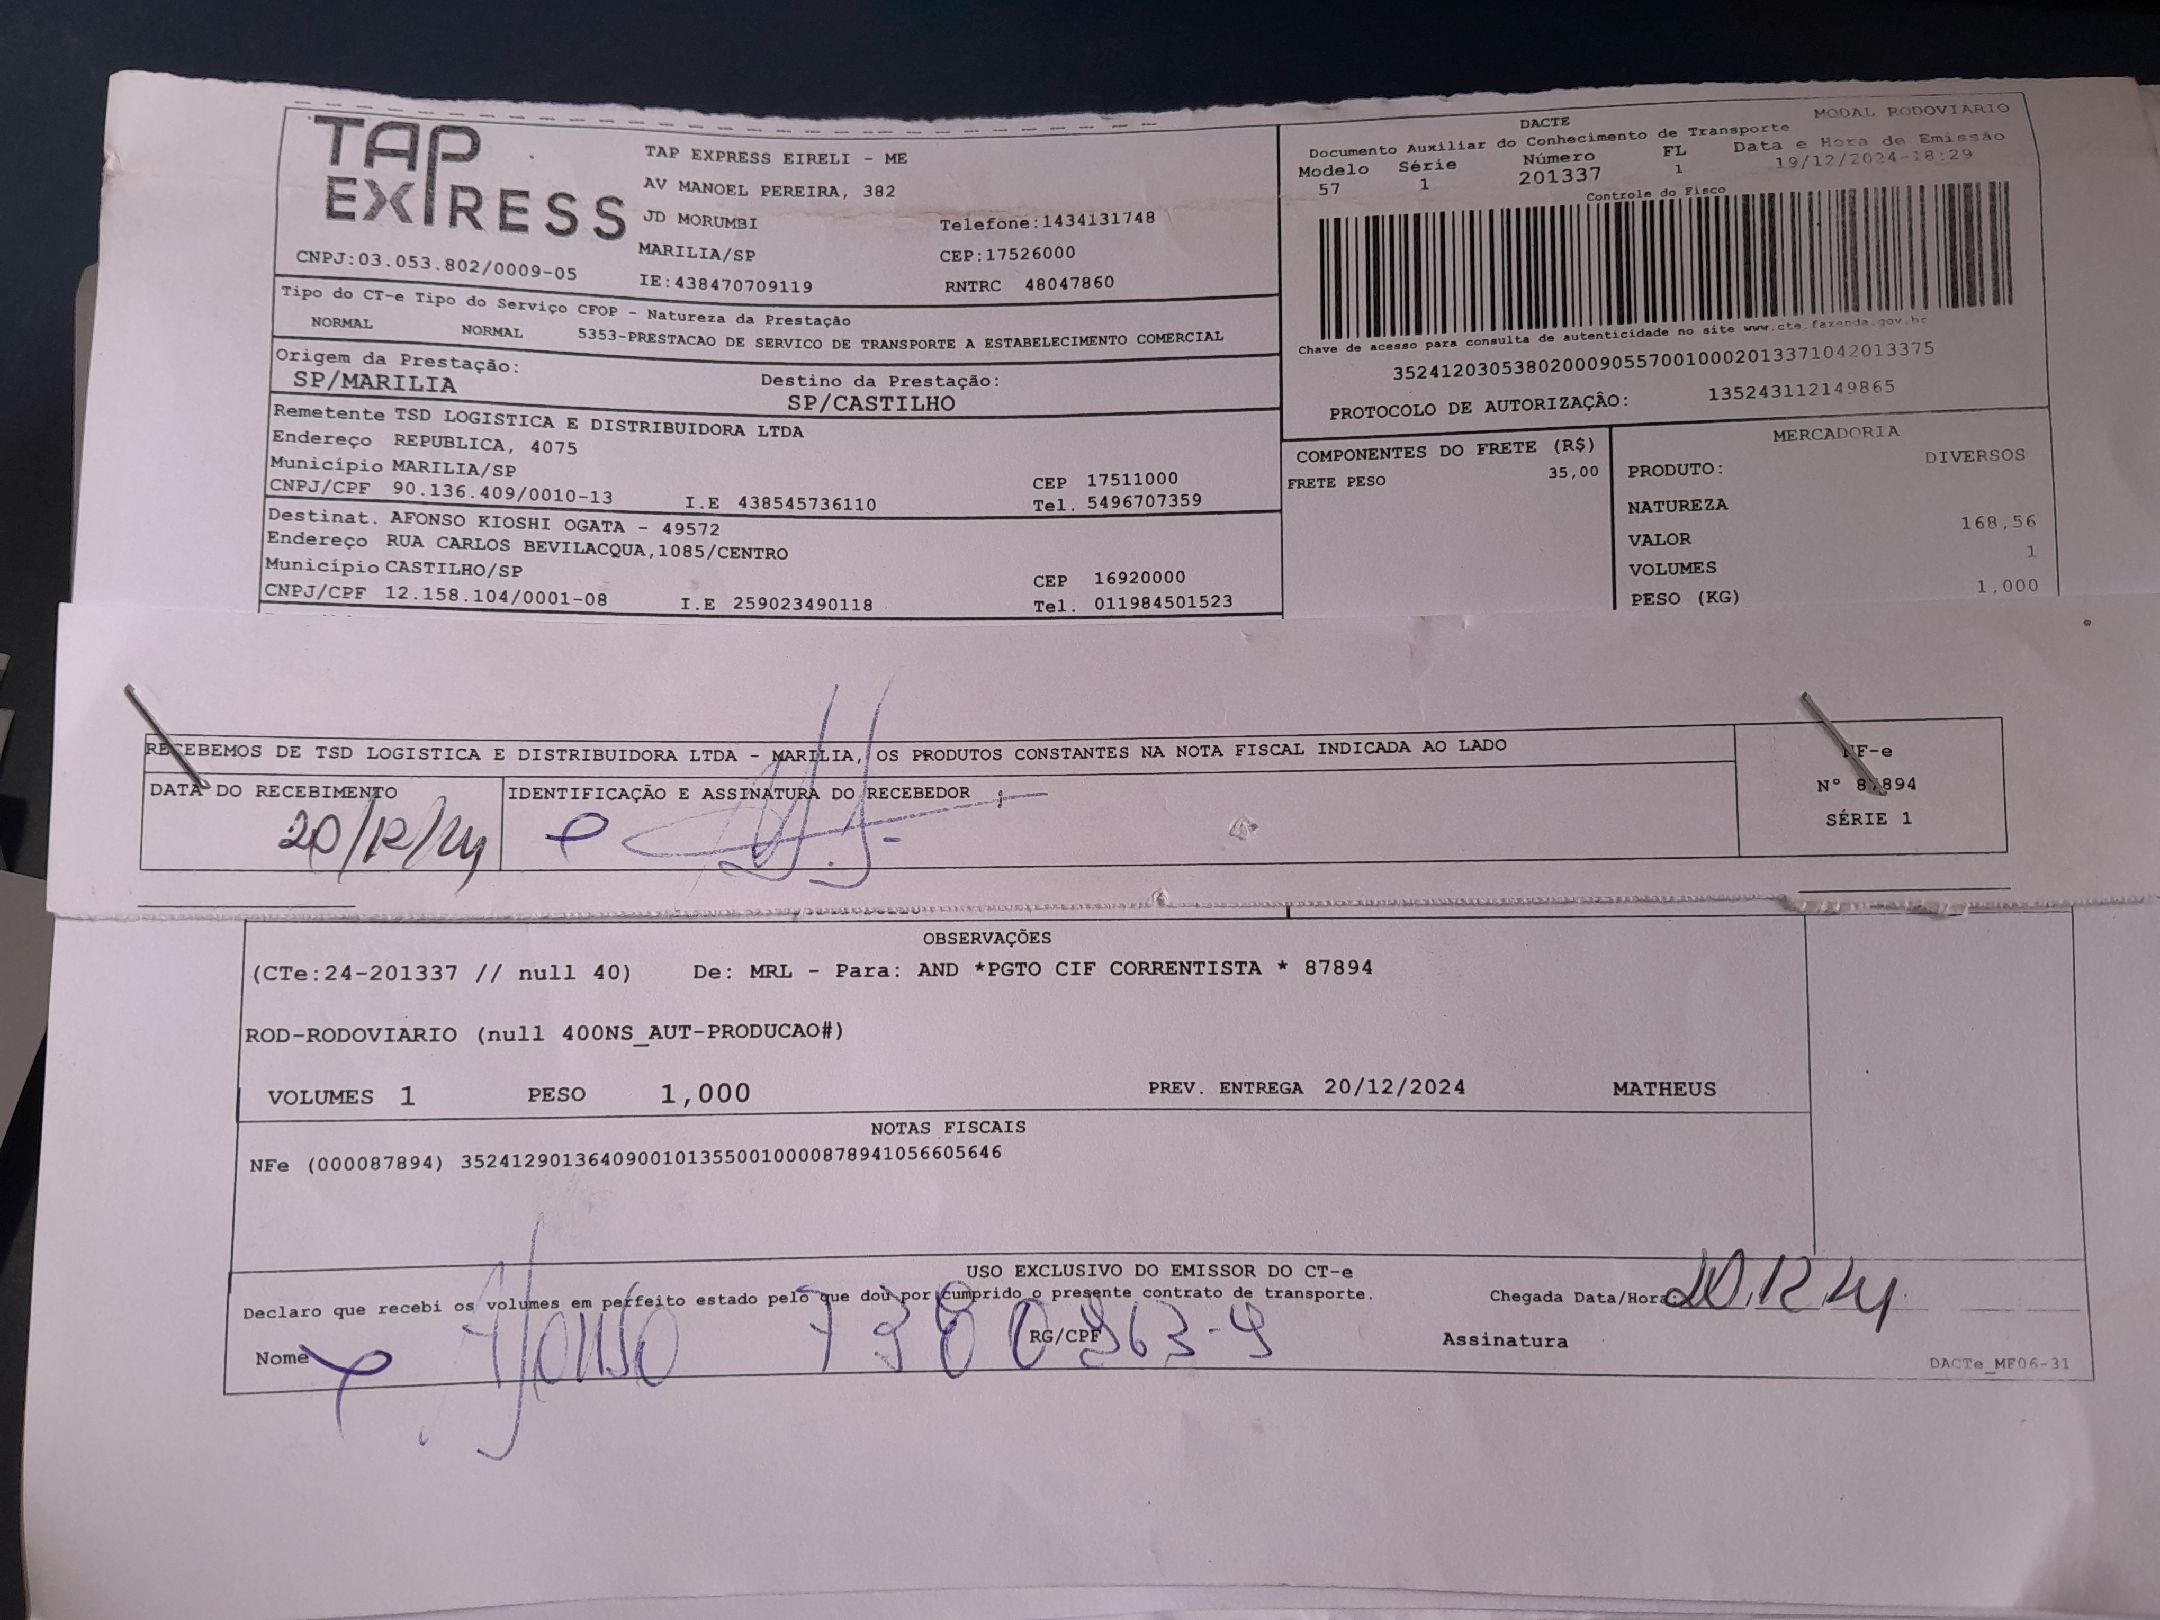 TAP EXPRESS
TAP EXPRESS EIRELI - ME
AV MANOEL PEREIRA, 382
JD MORUMBI Telefone:1434131748
MARILIA/SP CEP:17526000
CNPJ:03.053.802/0009-05 IE:438470709119 RNTRC 48047860
DACTE MODAL RODOVIARIO
Documento Auxiliar do Conhecimento de Transporte
Modelo Série Número FL Data e Hora de Emissão
57 1 201337 1 19/12/2024-18:29
Controle do Fisco
Chave de acesso para consulta de autenticidade no site www.cte.fazenda.gov.br
35241203053802000905570010002013371042013375
PROTOCOLO DE AUTORIZAÇÃO: 135243112149865
Tipo do CT-e Tipo do Serviço CFOP - Natureza da Prestação
NORMAL NORMAL 5353-PRESTACAO DE SERVICO DE TRANSPORTE A ESTABELECIMENTO COMERCIAL
Origem da Prestação: Destino da Prestação:
SP/MARILIA SP/CASTILHO
Remetente TSD LOGISTICA E DISTRIBUIDORA LTDA
Endereço REPUBLICA, 4075
Município MARILIA/SP CEP 17511000
CNPJ/CPF 90.136.409/0010-13 I.E 438545736110 Tel. 5496707359
Destinat. AFONSO KIOSHI OGATA - 49572
Endereço RUA CARLOS BEVILACQUA,1085/CENTRO
Município CASTILHO/SP CEP 16920000
CNPJ/CPF 12.158.104/0001-08 I.E 259023490118 Tel. 011984501523
COMPONENTES DO FRETE (R$)
FRETE PESO 35,00
MERCADORIA
PRODUTO: DIVERSOS
NATUREZA
VALOR 168,56
VOLUMES 1
PESO (KG) 1,000
RECEBEMOS DE TSD LOGISTICA E DISTRIBUIDORA LTDA - MARILIA, OS PRODUTOS CONSTANTES NA NOTA FISCAL INDICADA AO LADO
DATA DO RECEBIMENTO IDENTIFICAÇÃO E ASSINATURA DO RECEBEDOR
20/12/24
NF-e
Nº 87894
SÉRIE 1
OBSERVAÇÕES
(CTe:24-201337 // null 40) De: MRL - Para: AND *PGTO CIF CORRENTISTA * 87894
ROD-RODOVIARIO (null 400NS_AUT-PRODUCAO#)
VOLUMES 1 PESO 1,000 PREV. ENTREGA 20/12/2024 MATHEUS
NOTAS FISCAIS
NFe (000087894) 35241290136409001013550010000878941056605646
USO EXCLUSIVO DO EMISSOR DO CT-e
Declaro que recebi os volumes em perfeito estado pelo que dou por cumprido o presente contrato de transporte. Chegada Data/Hora: 20,12,24
Nome Afonso RG/CPF Assinatura
DACTe_MF06-31